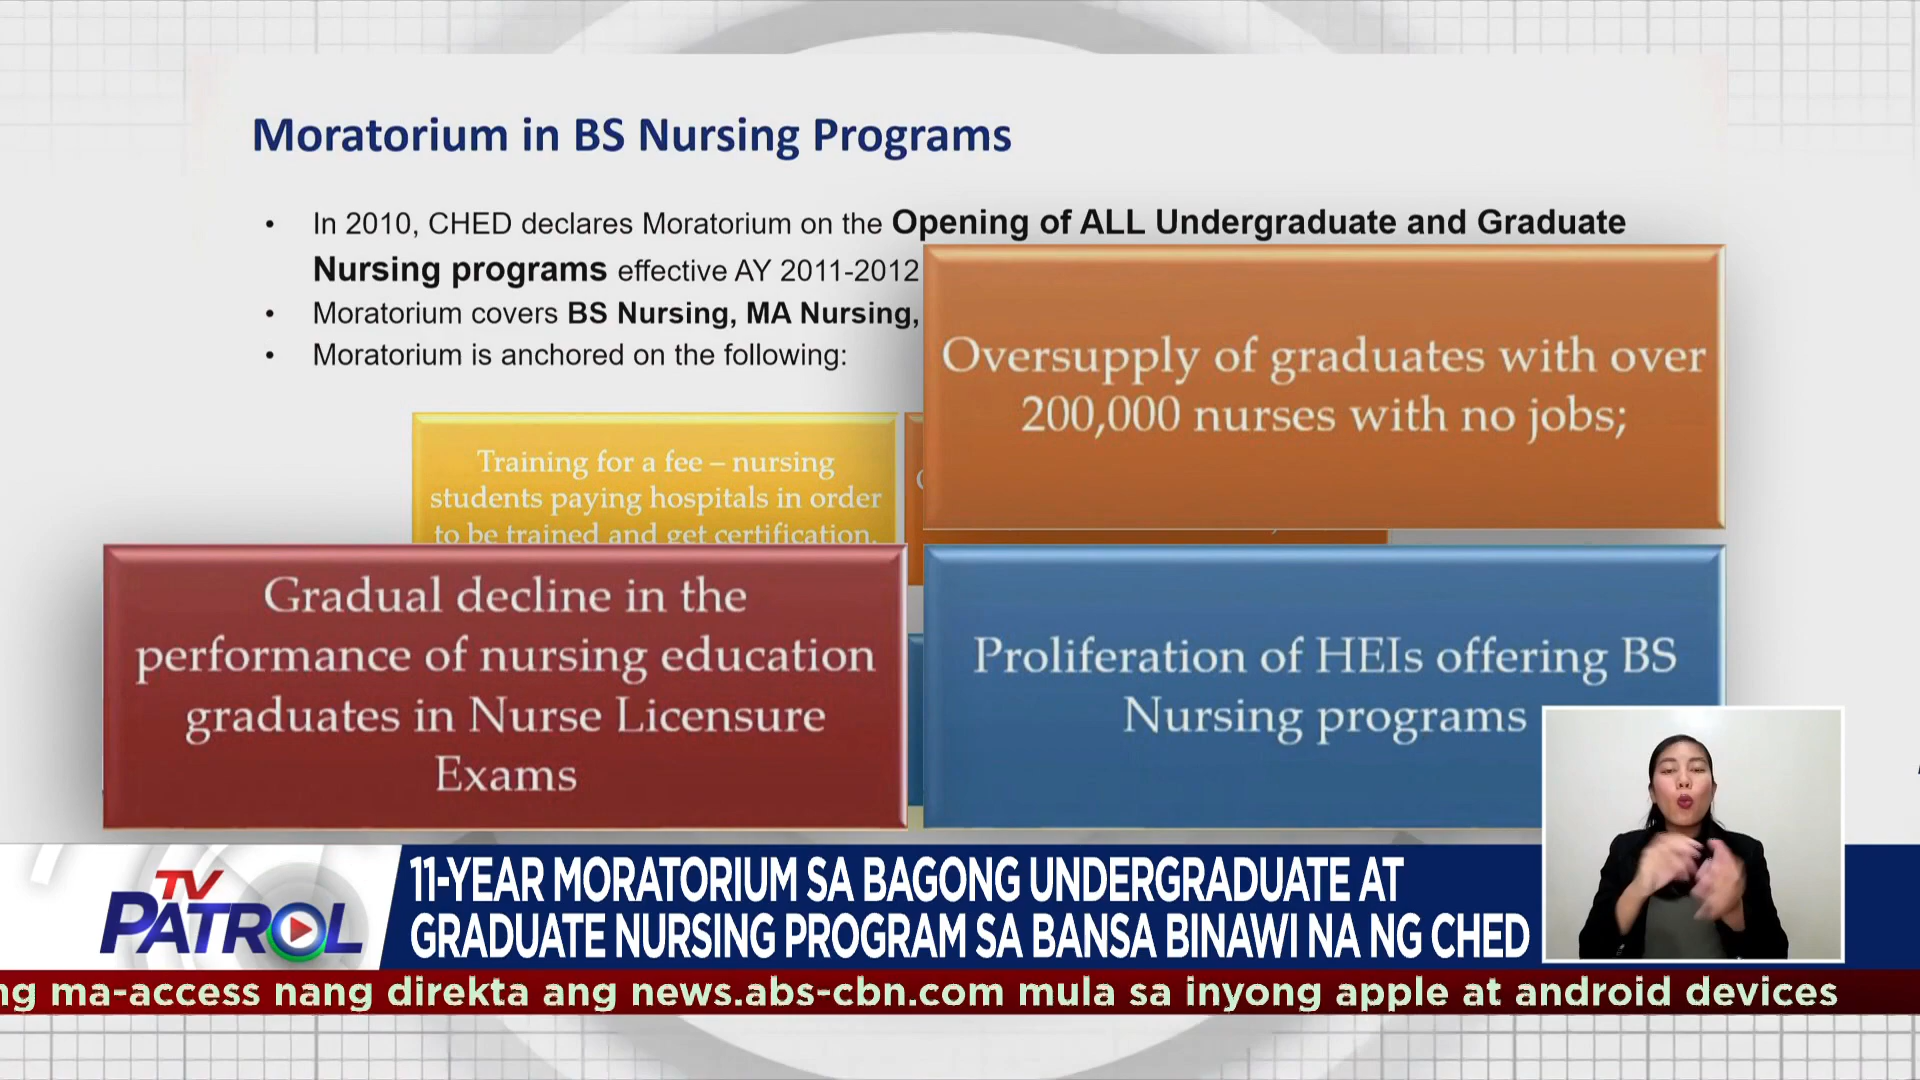 Moratorium in BS Nursing Programs
• In 2010, CHED declares Moratorium on the Opening of ALL Undergraduate and Graduate
Nursing programs effective AY 2011-2012
• Moratorium covers BS Nursing, MA Nursing,
• Moratorium is anchored on the following:
Oversupply of graduates with over
200,000 nurses with no jobs;
Training for a fee – nursing
students paying hospitals in order
to be trained and get certification.
Gradual decline in the
performance of nursing education
graduates in Nurse Licensure
Exams
Proliferation of HEIs offering BS
Nursing programs
TV
PATROL
11-YEAR MORATORIUM SA BAGONG UNDERGRADUATE AT
GRADUATE NURSING PROGRAM SA BANSA BINAWI NA NG CHED
ng ma-access nang direkta ang news.abs-cbn.com mula sa inyong apple at android devices